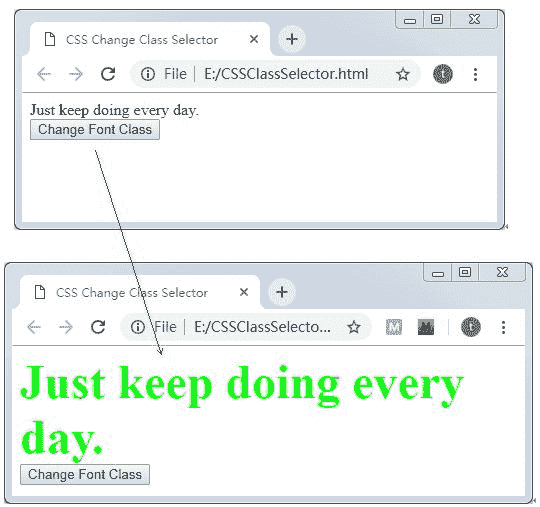 CSS Change Class Selector
File | E:/CSSClassSelector.html
t
Just keep doing every day.
Change Font Class
CSS Change Class Selector
File | E:/CSSClassSelecto...
M
t
Just keep doing every
day.
Change Font Class